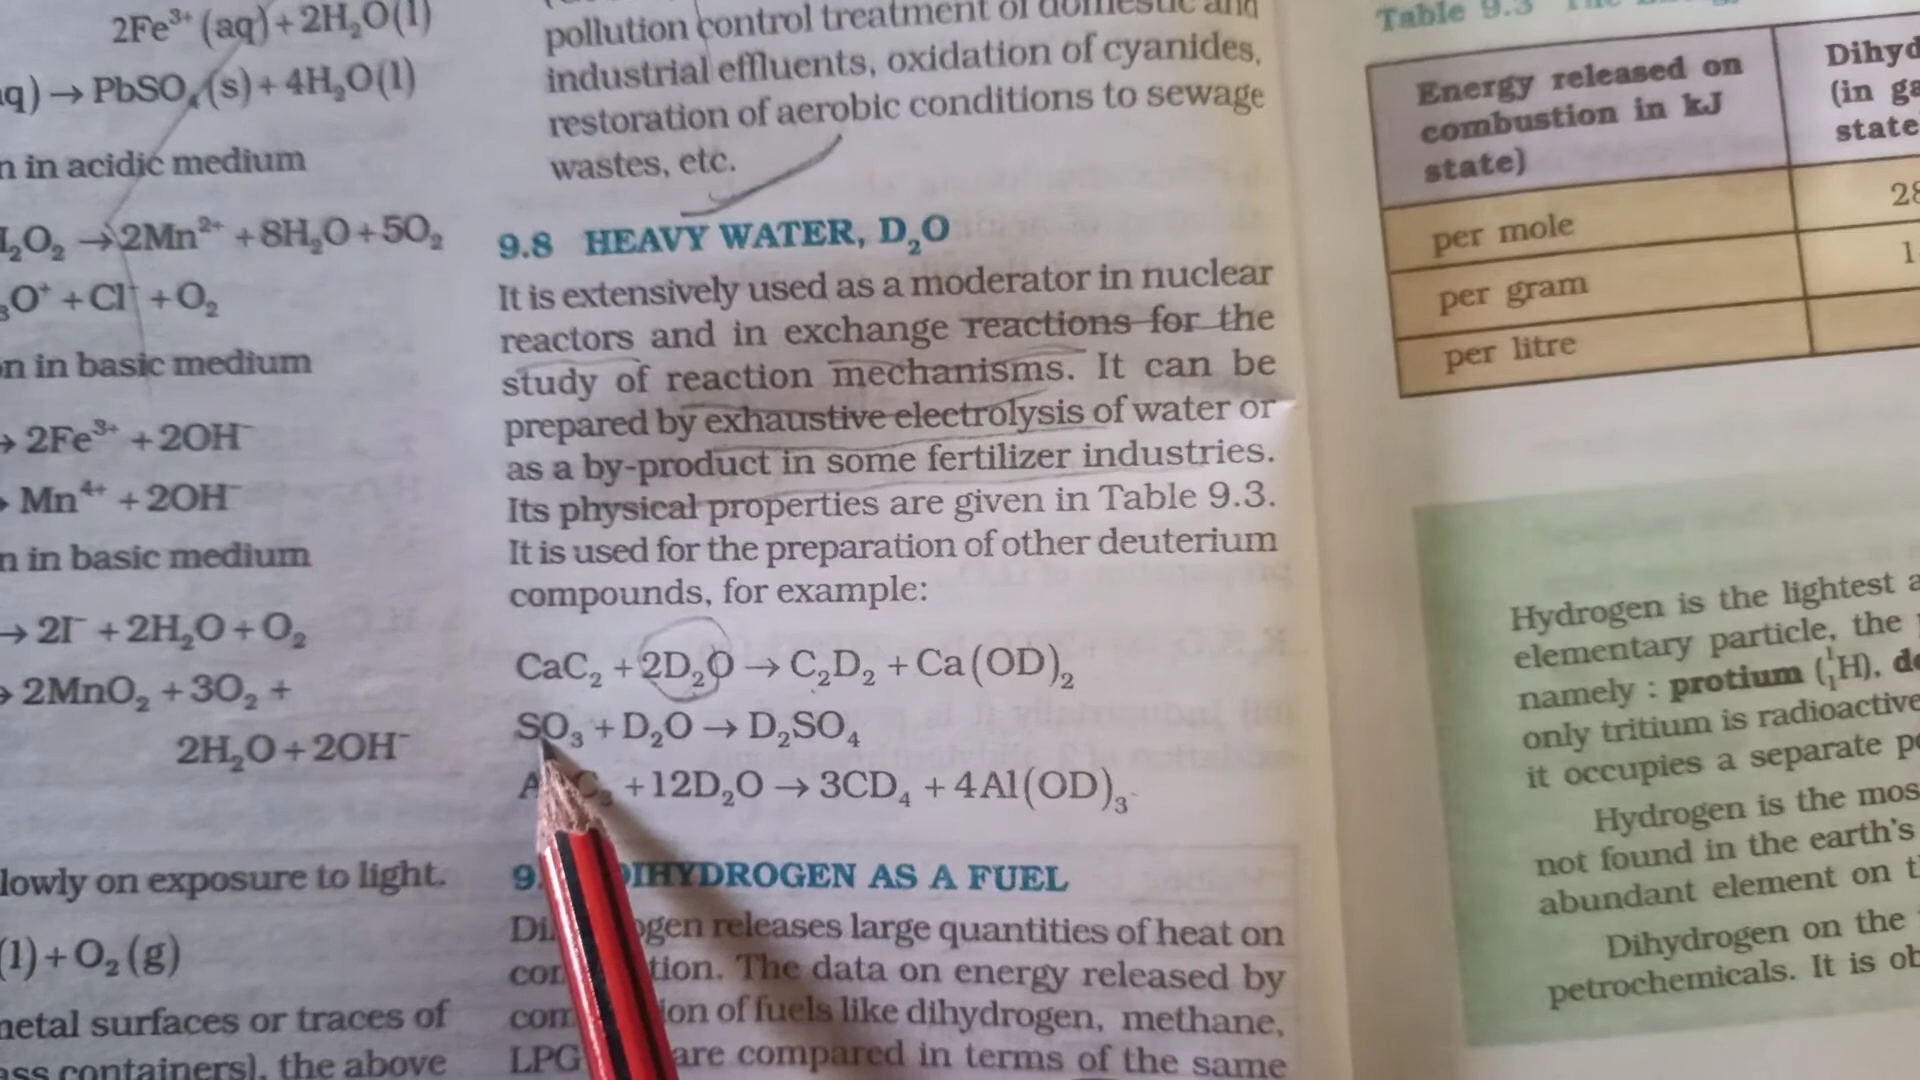 2Fe³⁺(aq)+2H₂O(l)
→ PbSO₄(s)+4H₂O(l)
in acidic medium
→2Mn²⁺+8H₂O+5O₂
O⁺+Cl⁻+O₂
in basic medium
→ 2Fe³⁺+2OH⁻
Mn⁴⁺+2OH⁻
in basic medium
→ 2I⁻+2H₂O+O₂
→ 2MnO₂+3O₂+
2H₂O+2OH⁻
on exposure to light.
(l)+O₂(g)
surfaces or traces of
containers), the above
pollution control treatment of domestic and
industrial effluents, oxidation of cyanides,
restoration of aerobic conditions to sewage
wastes, etc.
9.8 HEAVY WATER, D₂O
It is extensively used as a moderator in nuclear
reactors and in exchange reactions for the
study of reaction mechanisms. It can be
prepared by exhaustive electrolysis of water or
as a by-product in some fertilizer industries.
Its physical properties are given in Table 9.3.
It is used for the preparation of other deuterium
compounds, for example:
CaC₂+2D₂O→C₂D₂+Ca(OD)₂
SO₃+D₂O→D₂SO₄
+12D₂O→3CD₄+4Al(OD)₃
DIHYDROGEN AS A FUEL
releases large quantities of heat on
The data on energy released by
of fuels like dihydrogen, methane,
LPG are compared in terms of the same
Table 9.3 The
Energy released on
combustion in kJ
state)
(in
state
per mole
per gram
per litre
Hydrogen is the lightest
elementary particle, the
namely : protium (¹₁H),
only tritium is radioactive
it occupies a separate
Hydrogen is the
not found in the earth's
abundant element on
Dihydrogen on the
petrochemicals. It is